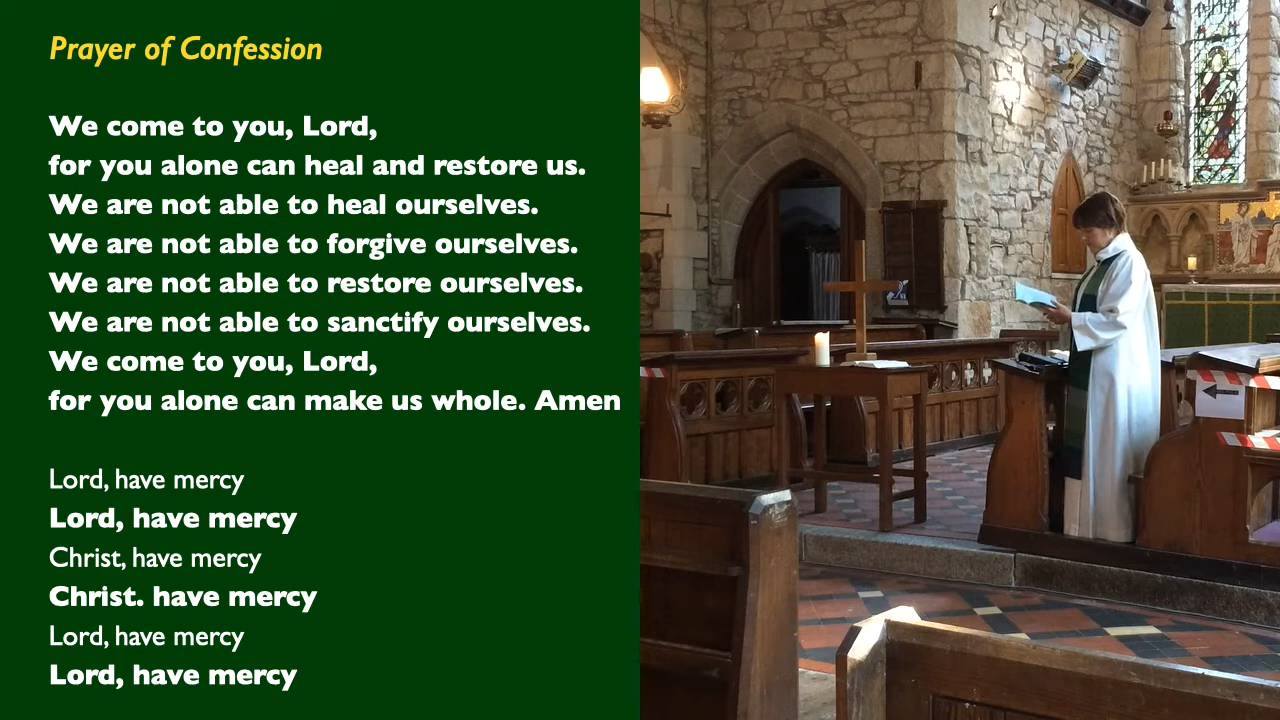 Prayer of Confession
We come to you, Lord,
for you alone can heal and restore us.
We are not able to heal ourselves.
We are not able to forgive ourselves.
We are not able to restore ourselves.
We are not able to sanctify ourselves.
We come to you, Lord,
for you alone can make us whole. Amen
Lord, have mercy
Lord, have mercy
Christ, have mercy
Christ. have mercy
Lord, have mercy
Lord, have mercy